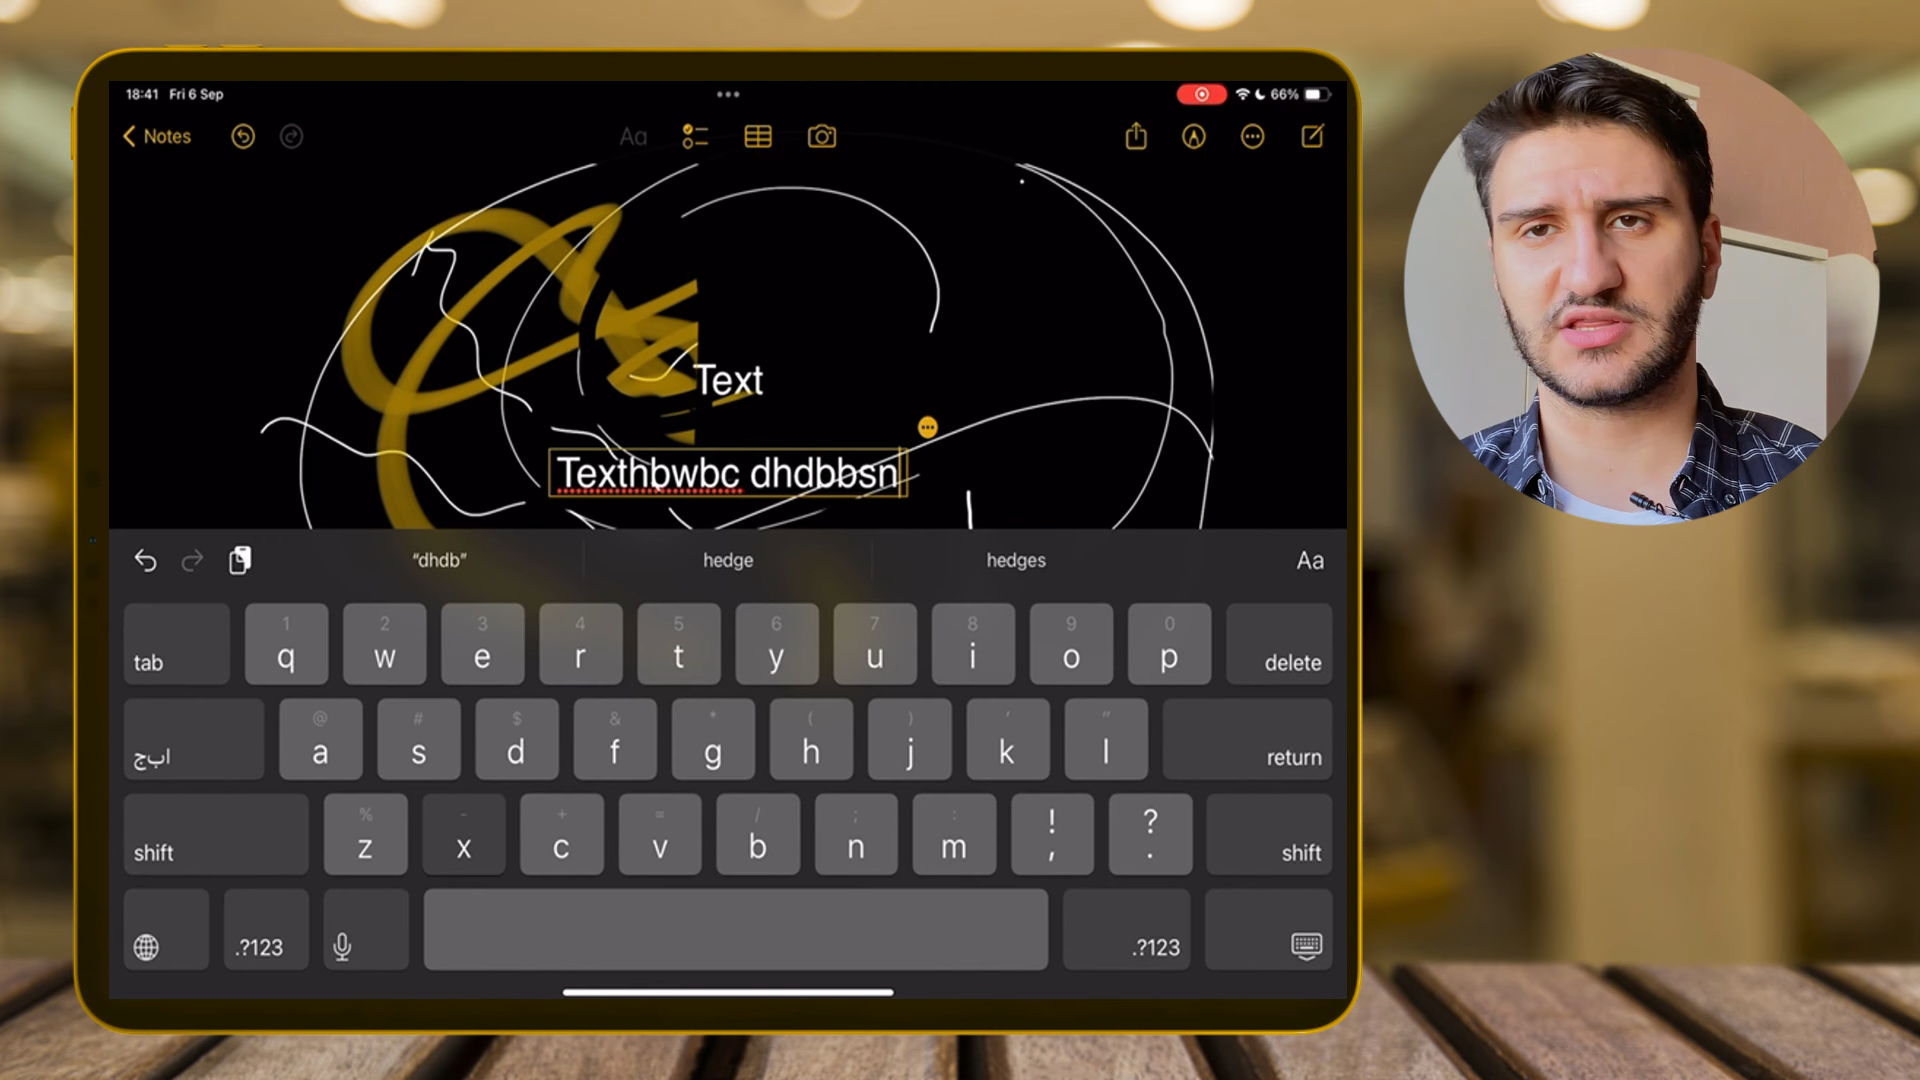 18:41 Fri 6 Sep
66%
Notes
Aa
Text
Texthbwbc dhdbbsn
“dhdb” hedge hedges Aa
1 2 3 4 5 6 7 8 9 0
tab q w e r t y u i o p delete
@ # $ & * ( ) ' "
ابج a s d f g h j k l return
% - + = / ; : ! ?
shift z x c v b n m , . shift
.?123 .?123